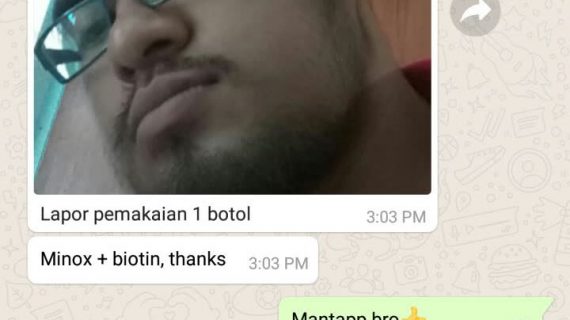 Lapor pemakaian 1 botol
3:03 PM
Minox + biotin, thanks
3:03 PM
Mantapp bro👍